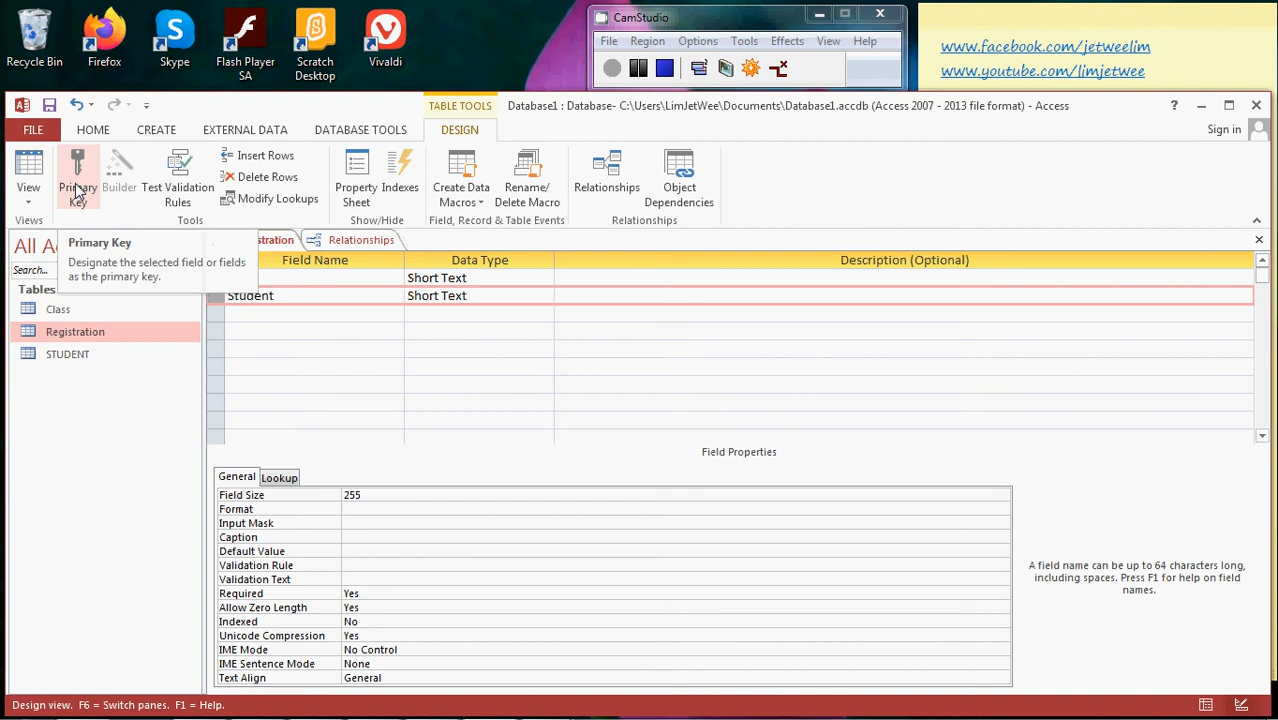 Recycle Bin
Firefox
Skype
Flash Player
SA
Scratch
Desktop
Vivaldi
CamStudio
File Region Options Tools Effects View Help
www.facebook.com/jetweelim
www.youtube.com/limjetwee
TABLE TOOLS
Database1 : Database- C:\Users\LimJetWee\Documents\Database1.accdb (Access 2007 - 2013 file format) - Access
FILE HOME CREATE EXTERNAL DATA DATABASE TOOLS DESIGN
Sign in
View
Primary
Key
Builder
Test Validation
Rules
Insert Rows
Delete Rows
Modify Lookups
Property
Sheet
Indexes
Create Data
Macros
Rename/
Delete Macro
Relationships
Object
Dependencies
Views Tools Show/Hide Field, Record & Table Events Relationships
Primary Key
Designate the selected field or fields
as the primary key.
All Ac
Search...
Tables
Class
Registration
STUDENT
stration Relationships
Field Name Data Type Description (Optional)
Short Text
Student Short Text
Field Properties
General Lookup
Field Size 255
Format
Input Mask
Caption
Default Value
Validation Rule
Validation Text
Required Yes
Allow Zero Length Yes
Indexed No
Unicode Compression Yes
IME Mode No Control
IME Sentence Mode None
Text Align General
A field name can be up to 64 characters long,
including spaces. Press F1 for help on field
names.
Design view. F6 = Switch panes. F1 = Help.